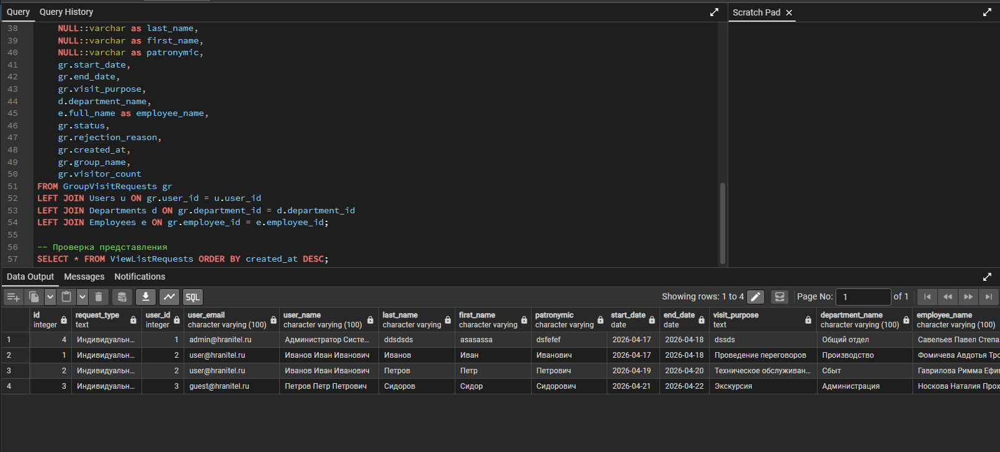 Query Query History
Scratch Pad ✕
38 NULL::varchar as last_name,
39 NULL::varchar as first_name,
40 NULL::varchar as patronymic,
41 gr.start_date,
42 gr.end_date,
43 gr.visit_purpose,
44 d.department_name,
45 e.full_name as employee_name,
46 gr.status,
47 gr.rejection_reason,
48 gr.created_at,
49 gr.group_name,
50 gr.visitor_count
51 FROM GroupVisitRequests gr
52 LEFT JOIN Users u ON gr.user_id = u.user_id
53 LEFT JOIN Departments d ON gr.department_id = d.department_id
54 LEFT JOIN Employees e ON gr.employee_id = e.employee_id;
55
56 -- Проверка представления
57 SELECT * FROM ViewListRequests ORDER BY created_at DESC;
Data Output Messages Notifications
SQL Showing rows: 1 to 4 Page No: 1 of 1
id request_type user_id user_email user_name last_name first_name patronymic start_date end_date visit_purpose department_name employee_name
integer text integer character varying (100) character varying (100) character varying character varying character varying date date text character varying (100) character varying (100)
1 4 Индивидуальн... 1 admin@hranitel.ru Администратор Систе... ddsdsds asasassa dsfefef 2026-04-17 2026-04-18 dssds Общий отдел Савельев Павел Степа
2 1 Индивидуальн... 2 user@hranitel.ru Иванов Иван Иванович Иванов Иван Иванович 2026-04-17 2026-04-18 Проведение переговоров Производство Фомичева Авдотья Тро
3 2 Индивидуальн... 2 user@hranitel.ru Иванов Иван Иванович Петров Петр Петрович 2026-04-19 2026-04-20 Техническое обслуживан... Сбыт Гаврилова Римма Ефи
4 3 Индивидуальн... 3 guest@hranitel.ru Петров Петр Петрович Сидоров Сидор Сидорович 2026-04-21 2026-04-22 Экскурсия Администрация Носкова Наталия Прох